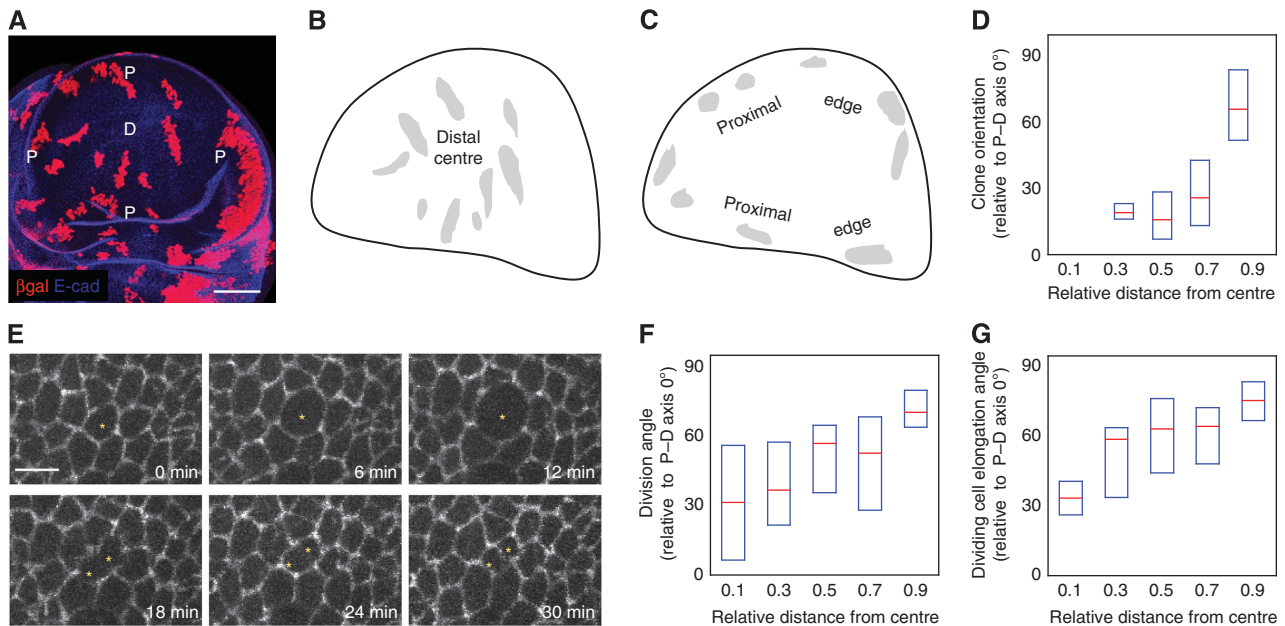 A
P
D
P
P
P
βgal E-cad
B
Distal
centre
C
Proximal
edge
Proximal
edge
D
Clone orientation
(relative to P–D axis 0°)
90
60
30
0
0.1 0.3 0.5 0.7 0.9
Relative distance from centre
E
*
0 min
*
6 min
*
12 min
* *
18 min
* *
24 min
* *
30 min
F
Division angle
(relative to P–D axis 0°)
90
60
30
0
0.1 0.3 0.5 0.7 0.9
Relative distance from centre
G
Dividing cell elongation angle
(relative to P–D axis 0°)
90
60
30
0
0.1 0.3 0.5 0.7 0.9
Relative distance from centre